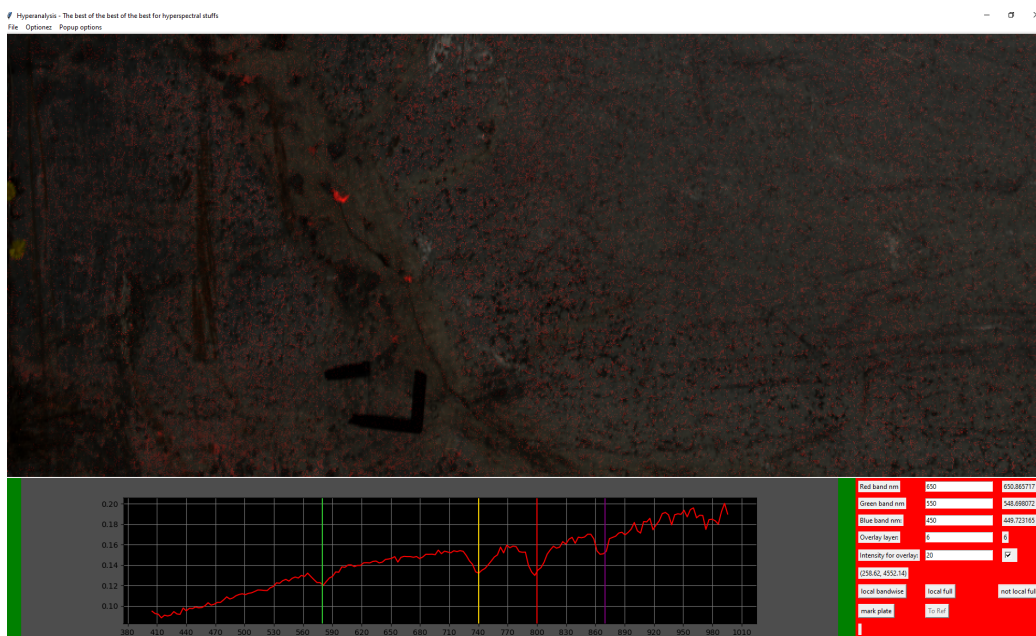 Hyperanalysis - The best of the best of the best for hyperspectral stuffs
File Optionez Popup options
Red band nm 650 650.865717
Green band nm 550 548.698072
Blue band nm: 450 449.723165
Overlay layer: 6 6
Intensity for overlay: 20
(258.62, 4552.14)
local bandwise local full not local full
mark plate To Ref
0.20
0.18
0.16
0.14
0.12
0.10
380 410 440 470 500 530 560 590 620 650 680 710 740 770 800 830 860 890 920 950 980 1010